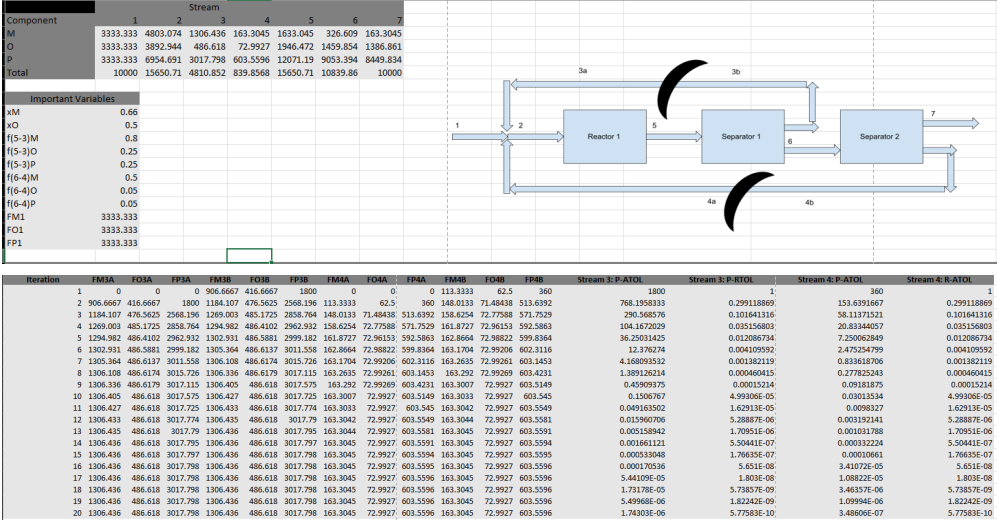 Stream
Component 1 2 3 4 5 6 7
M 3333.333 4803.074 1306.436 163.3045 1633.045 326.609 163.3045
O 3333.333 3892.944 486.618 72.9927 1946.472 1459.854 1386.861
P 3333.333 6954.691 3017.798 603.5596 12071.19 9053.394 8449.834
Total 10000 15650.71 4810.852 839.8568 15650.71 10839.86 10000
Important Variables
xM 0.66
xO 0.5
f(5-3)M 0.8
f(5-3)O 0.25
f(5-3)P 0.25
f(6-4)M 0.5
f(6-4)O 0.05
f(6-4)P 0.05
FM1 3333.333
FO1 3333.333
FP1 3333.333
3a 3b
1 2 Reactor 1 5 Separator 1 6 Separator 2 7
4a 4b
Iteration FM3A FO3A FP3A FM3B FO3B FP3B FM4A FO4A FP4A FM4B FO4B FP4B Stream 3: P-ATOL Stream 3: P-RTOL Stream 4: P-ATOL Stream 4: R-ATOL
1 0 0 0 906.6667 416.6667 1800 0 0 0 113.3333 62.5 360 1800 1 360 1
2 906.6667 416.6667 1800 1184.107 476.5625 2568.196 113.3333 62.5 360 148.0133 71.48438 513.6392 768.1958333 0.299118869 153.6391667 0.299118869
3 1184.107 476.5625 2568.196 1269.003 485.1725 2858.764 148.0133 71.48438 513.6392 158.6254 72.77588 571.7529 290.568576 0.101641316 58.11371521 0.101641316
4 1269.003 485.1725 2858.764 1294.982 486.4102 2962.932 158.6254 72.77588 571.7529 161.8727 72.96153 592.5863 104.1672029 0.035156803 20.83344057 0.035156803
5 1294.982 486.4102 2962.932 1302.931 486.5881 2999.182 161.8727 72.96153 592.5863 162.8664 72.98822 599.8364 36.25031425 0.012086734 7.250062849 0.012086734
6 1302.931 486.5881 2999.182 1305.364 486.6137 3011.558 162.8664 72.98822 599.8364 163.1704 72.99206 602.3116 12.376274 0.004109592 2.475254799 0.004109592
7 1305.364 486.6137 3011.558 1306.108 486.6174 3015.726 163.1704 72.99206 602.3116 163.2635 72.99261 603.1453 4.168093532 0.001382119 0.833618706 0.001382119
8 1306.108 486.6174 3015.726 1306.336 486.6179 3017.115 163.2635 72.99261 603.1453 163.292 72.99269 603.4231 1.389126214 0.000460415 0.277825243 0.000460415
9 1306.336 486.6179 3017.115 1306.405 486.618 3017.575 163.292 72.99269 603.4231 163.3007 72.9927 603.5149 0.45909375 0.00015214 0.09181875 0.00015214
10 1306.405 486.618 3017.575 1306.427 486.618 3017.725 163.3007 72.9927 603.5149 163.3033 72.9927 603.545 0.1506767 4.99306E-05 0.03013534 4.99306E-05
11 1306.427 486.618 3017.725 1306.433 486.618 3017.774 163.3033 72.9927 603.545 163.3042 72.9927 603.5549 0.049163502 1.62913E-05 0.0098327 1.62913E-05
12 1306.433 486.618 3017.774 1306.435 486.618 3017.79 163.3042 72.9927 603.5549 163.3044 72.9927 603.5581 0.015960706 5.28887E-06 0.003192141 5.28887E-06
13 1306.435 486.618 3017.79 1306.436 486.618 3017.795 163.3044 72.9927 603.5581 163.3045 72.9927 603.5591 0.005158942 1.70951E-06 0.001031788 1.70951E-06
14 1306.436 486.618 3017.795 1306.436 486.618 3017.797 163.3045 72.9927 603.5591 163.3045 72.9927 603.5594 0.001661121 5.50441E-07 0.000332224 5.50441E-07
15 1306.436 486.618 3017.797 1306.436 486.618 3017.798 163.3045 72.9927 603.5594 163.3045 72.9927 603.5595 0.000533048 1.76635E-07 0.00010661 1.76635E-07
16 1306.436 486.618 3017.798 1306.436 486.618 3017.798 163.3045 72.9927 603.5595 163.3045 72.9927 603.5596 0.000170536 5.651E-08 3.41072E-05 5.651E-08
17 1306.436 486.618 3017.798 1306.436 486.618 3017.798 163.3045 72.9927 603.5596 163.3045 72.9927 603.5596 5.44109E-05 1.803E-08 1.08822E-05 1.803E-08
18 1306.436 486.618 3017.798 1306.436 486.618 3017.798 163.3045 72.9927 603.5596 163.3045 72.9927 603.5596 1.73178E-05 5.73857E-09 3.46357E-06 5.73857E-09
19 1306.436 486.618 3017.798 1306.436 486.618 3017.798 163.3045 72.9927 603.5596 163.3045 72.9927 603.5596 5.49968E-06 1.82242E-09 1.09994E-06 1.82242E-09
20 1306.436 486.618 3017.798 1306.436 486.618 3017.798 163.3045 72.9927 603.5596 163.3045 72.9927 603.5596 1.74303E-06 5.77583E-10 3.48606E-07 5.77583E-10